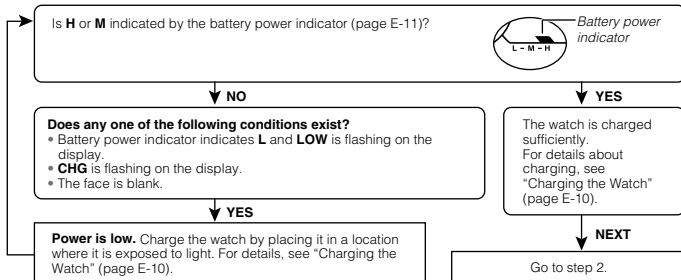 Is H or M indicated by the battery power indicator (page E-11)?
Battery power
indicator
L - M - H
NO
YES
Does any one of the following conditions exist?
• Battery power indicator indicates L and LOW is flashing on the
display.
• CHG is flashing on the display.
• The face is blank.
The watch is charged
sufficiently.
For details about
charging, see
“Charging the Watch”
(page E-10).
YES
NEXT
Power is low. Charge the watch by placing it in a location
where it is exposed to light. For details, see “Charging the
Watch” (page E-10).
Go to step 2.